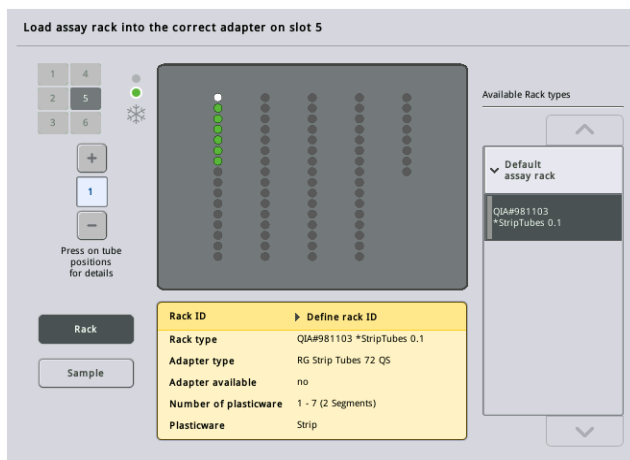 Load assay rack into the correct adapter on slot 5
1 4
2 5
3 6
+
1
−
Press on tube
positions
for details
Rack
Sample
Rack ID Define rack ID
Rack type QIA#981103 *StripTubes 0.1
Adapter type RG Strip Tubes 72 QS
Adapter available no
Number of plasticware 1 - 7 (2 Segments)
Plasticware Strip
Available Rack types
Default
assay rack
QIA#981103
*StripTubes 0.1